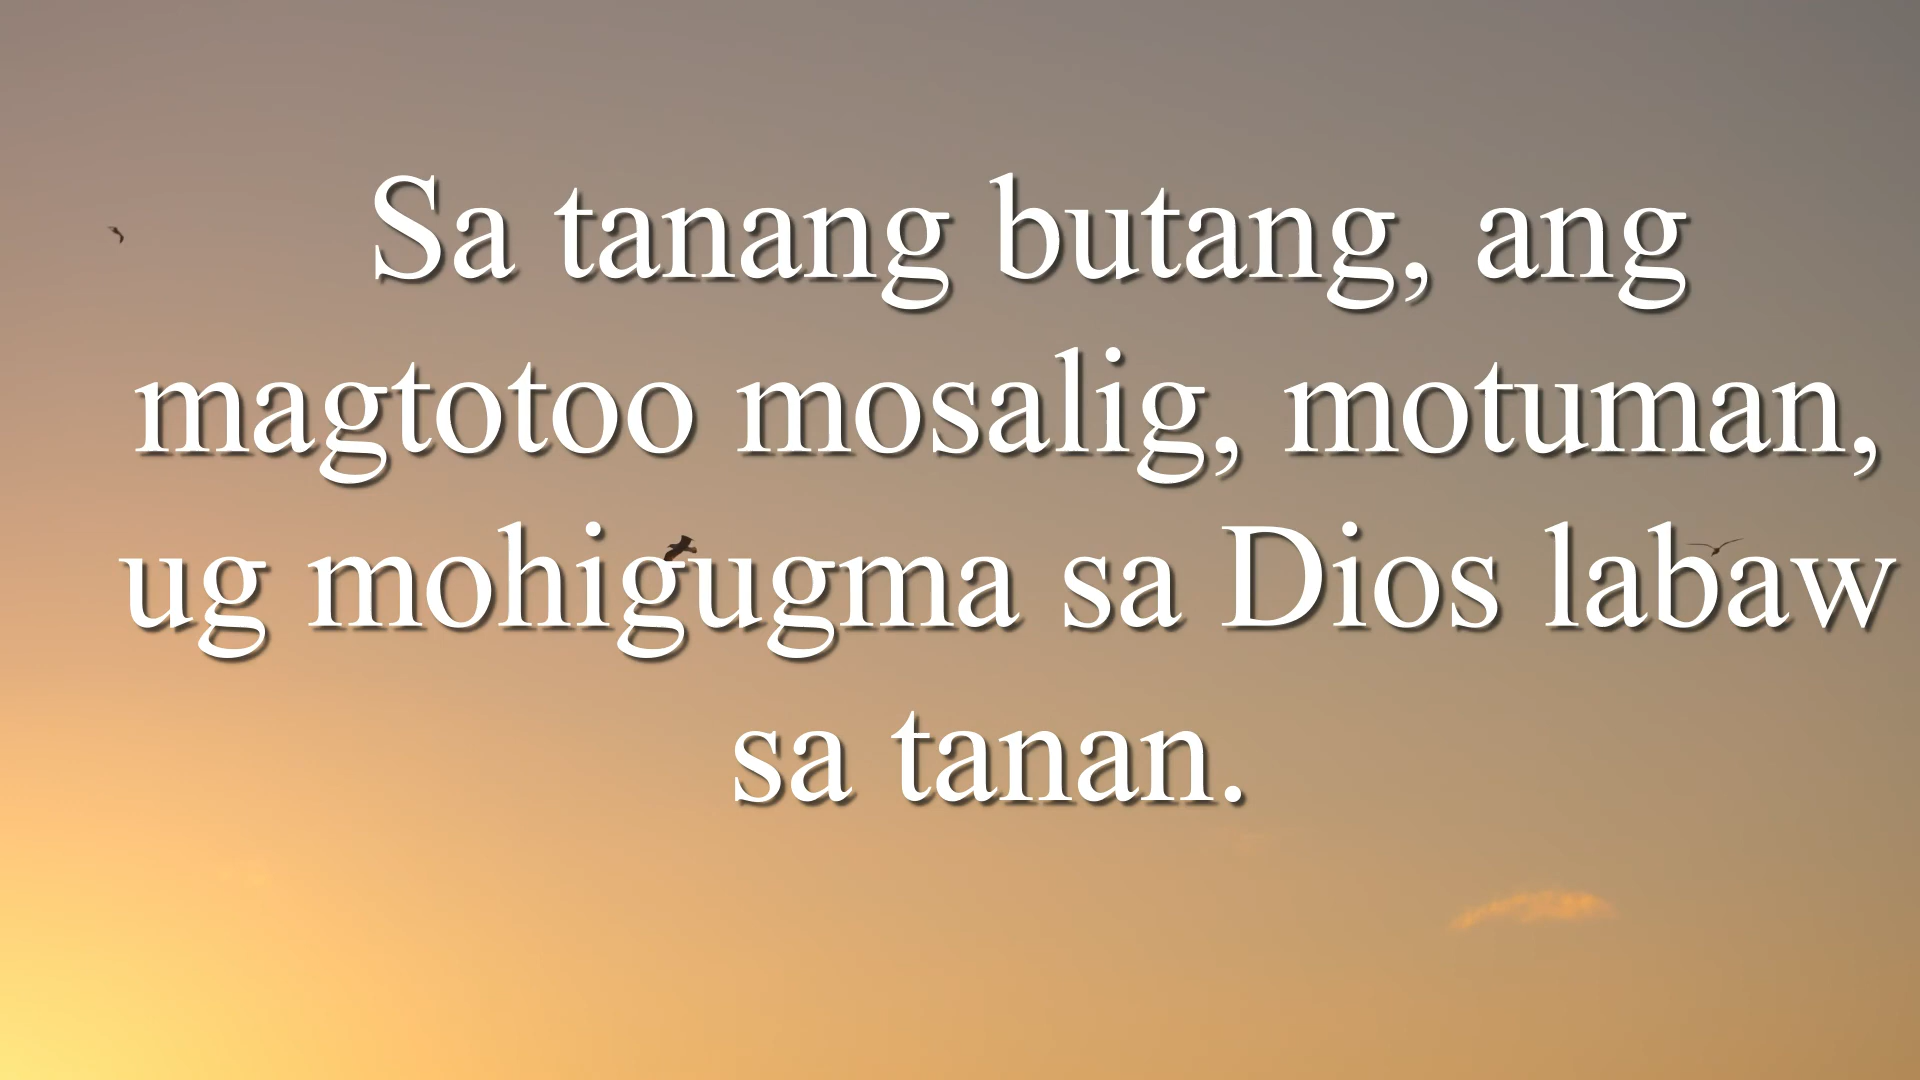 Sa tanang butang, ang
magtotoo mosalig, motuman,
ug mohigugma sa Dios labaw
sa tanan.